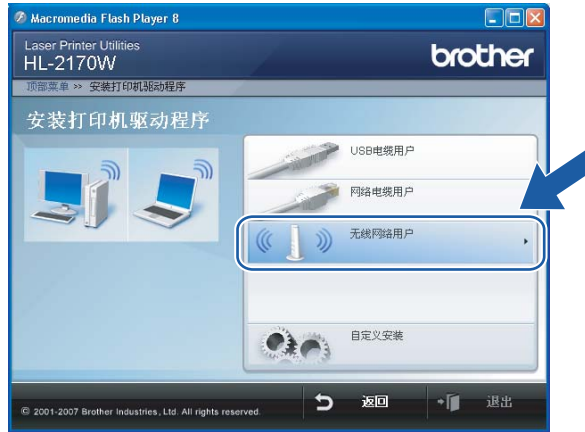 Macromedia Flash Player 8
Laser Printer Utilities
HL-2170W
brother
顶部菜单 >> 安装打印机驱动程序
安装打印机驱动程序
USB电缆用户
网络电缆用户
无线网络用户
自定义安装
© 2001-2007 Brother Industries, Ltd. All rights reserved.
返回
退出